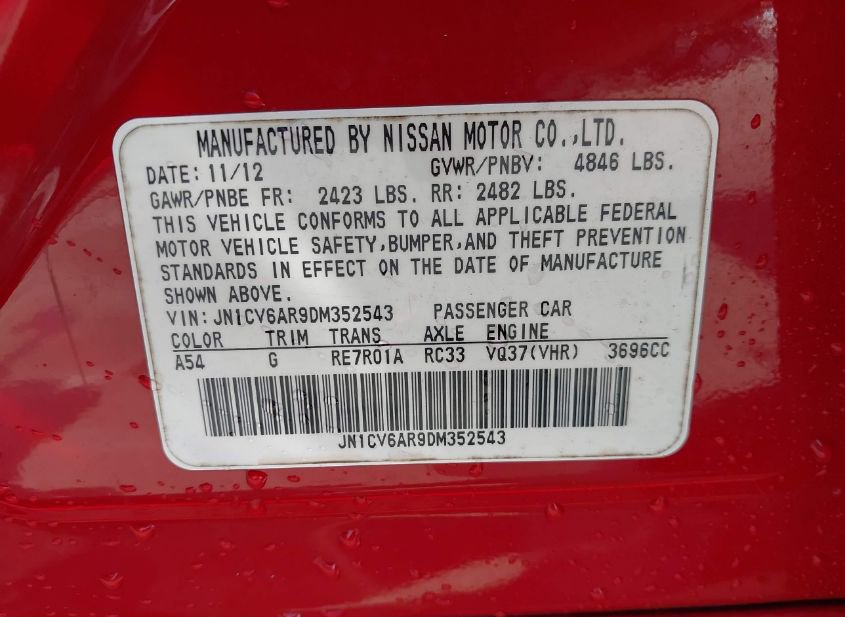 MANUFACTURED BY NISSAN MOTOR CO.,LTD.
DATE: 11/12 GVWR/PNBV: 4846 LBS.
GAWR/PNBE FR: 2423 LBS. RR: 2482 LBS.
THIS VEHICLE CONFORMS TO ALL APPLICABLE FEDERAL
MOTOR VEHICLE SAFETY,BUMPER,AND THEFT PREVENTION
STANDARDS IN EFFECT ON THE DATE OF MANUFACTURE
SHOWN ABOVE.
VIN:JN1CV6AR9DM352543 PASSENGER CAR
COLOR TRIM TRANS AXLE ENGINE
A54 G RE7R01A RC33 VQ37(VHR) 3696CC
JN1CV6AR9DM352543